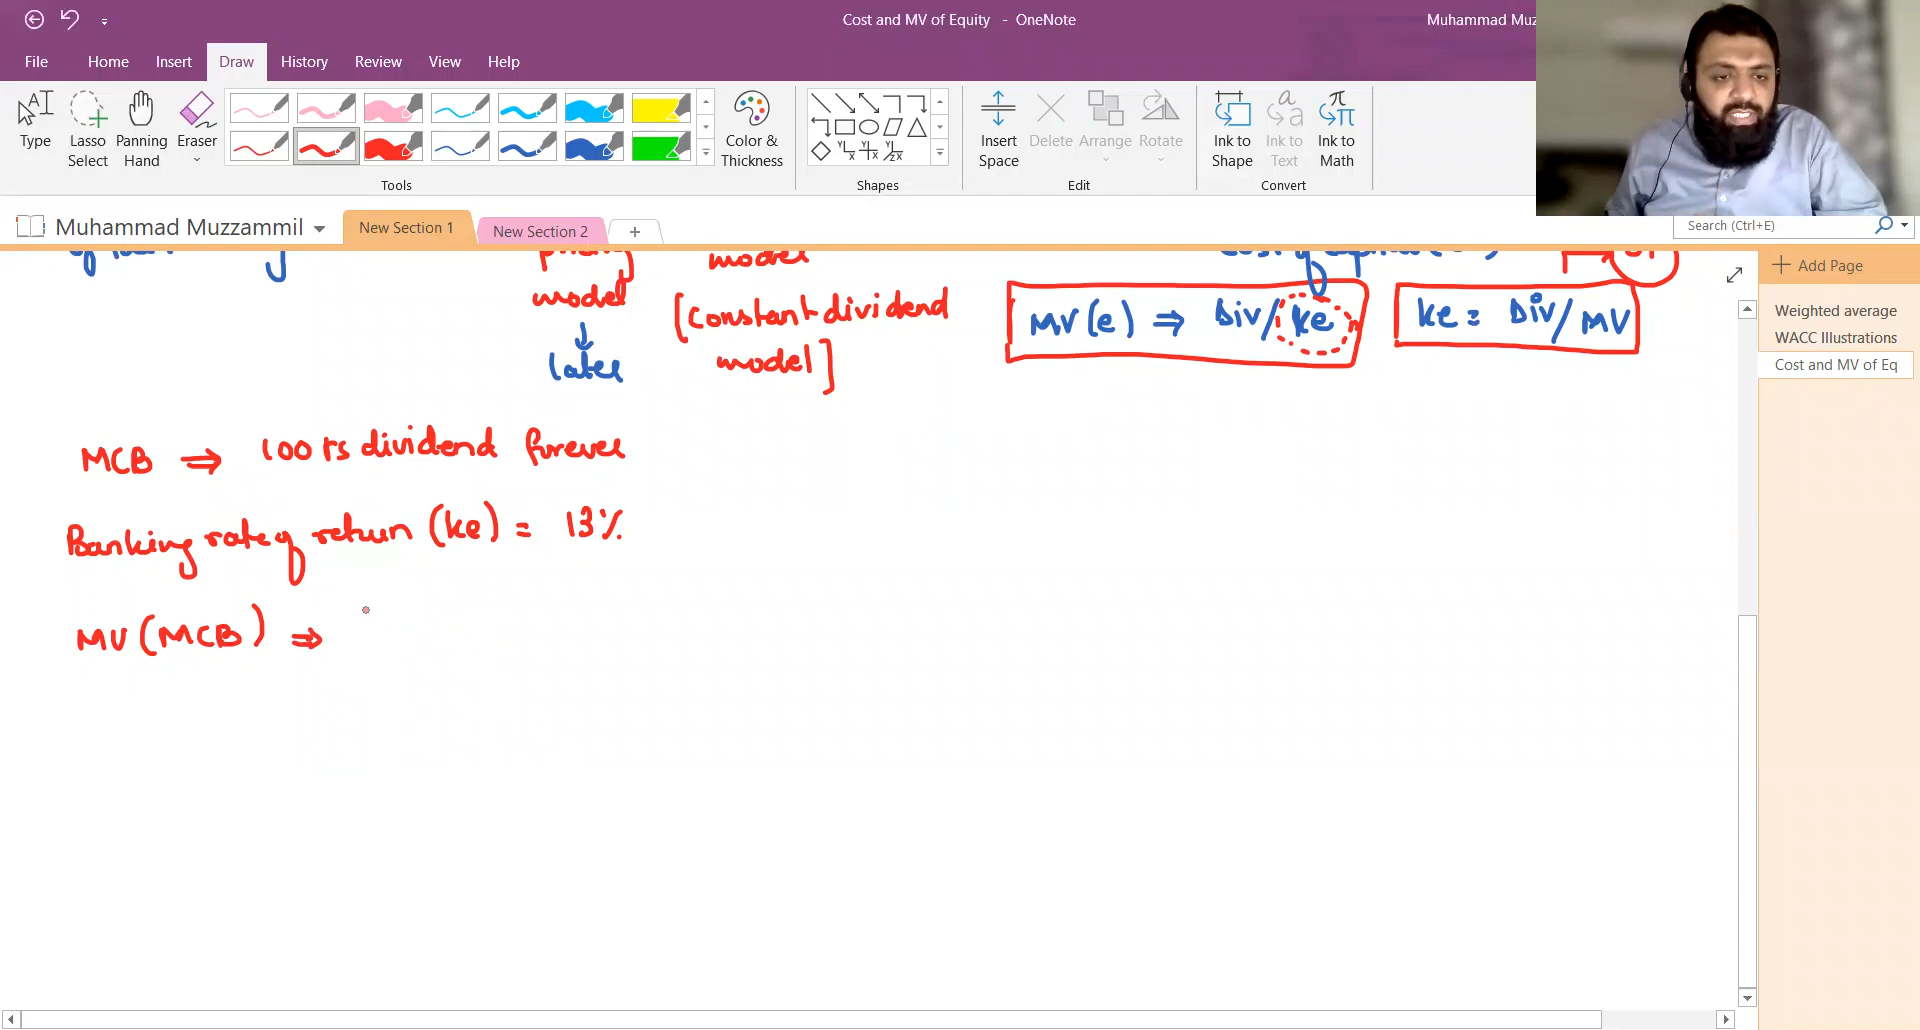 Cost and MV of Equity - OneNote
Muhammad Muz
File Home Insert Draw History Review View Help
Type
Lasso Select
Panning Hand
Eraser
Tools
Color & Thickness
Shapes
Insert Space
Delete
Arrange
Rotate
Edit
Ink to Shape
Ink to Text
Ink to Math
Convert
Muhammad Muzzammil
New Section 1
New Section 2
+
Search (Ctrl+E)
Add Page
Weighted average
WACC Illustrations
Cost and MV of Eq
model
model
later
[constant dividend
model]
MV(e) ⇒ Div/ke
ke = Div/MV
MCB ⇒ 100 rs dividend forever
Banking rate of return (ke) = 13%
MV (MCB) ⇒